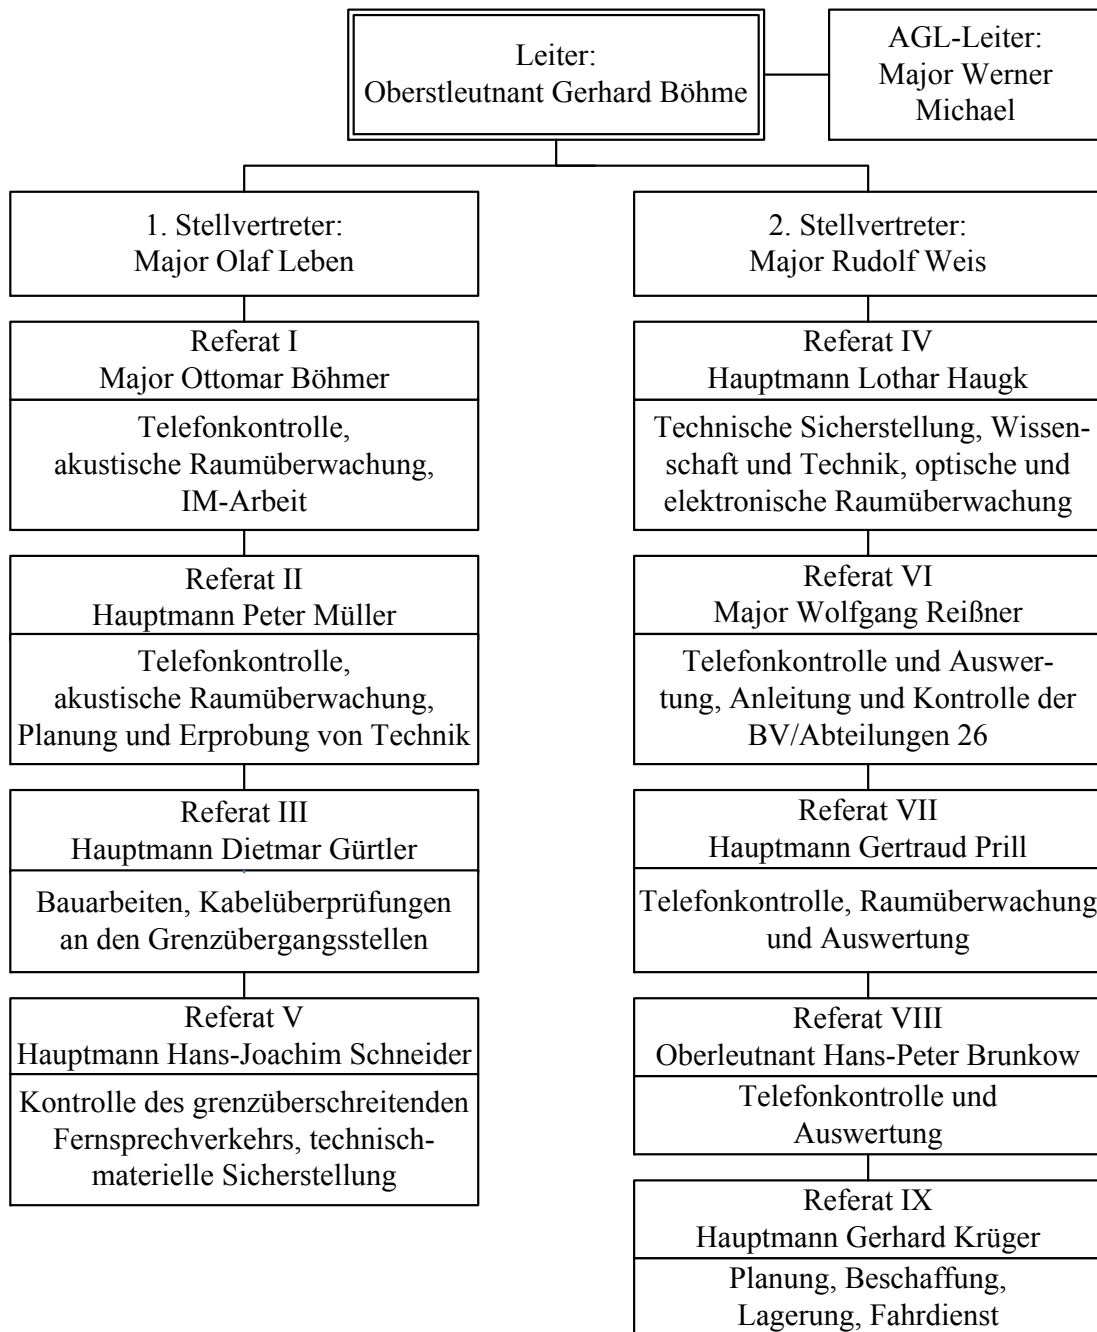 Leiter:
Oberstleutnant Gerhard Böhme
AGL-Leiter:
Major Werner
Michael
1. Stellvertreter:
Major Olaf Leben
2. Stellvertreter:
Major Rudolf Weis
Referat I
Major Ottomar Böhmer
Telefonkontrolle,
akustische Raumüberwachung,
IM-Arbeit
Referat II
Hauptmann Peter Müller
Telefonkontrolle,
akustische Raumüberwachung,
Planung und Erprobung von Technik
Referat III
Hauptmann Dietmar Gürtler
Bauarbeiten, Kabelüberprüfungen
an den Grenzübergangsstellen
Referat V
Hauptmann Hans-Joachim Schneider
Kontrolle des grenzüberschreitenden
Fernsprechverkehrs, technisch-
materielle Sicherstellung
Referat IV
Hauptmann Lothar Haugk
Technische Sicherstellung, Wissen-
schaft und Technik, optische und
elektronische Raumüberwachung
Referat VI
Major Wolfgang Reißner
Telefonkontrolle und Auswer-
tung, Anleitung und Kontrolle der
BV/Abteilungen 26
Referat VII
Hauptmann Gertraud Prill
Telefonkontrolle, Raumüberwachung
und Auswertung
Referat VIII
Oberleutnant Hans-Peter Brunkow
Telefonkontrolle und
Auswertung
Referat IX
Hauptmann Gerhard Krüger
Planung, Beschaffung,
Lagerung, Fahrdienst